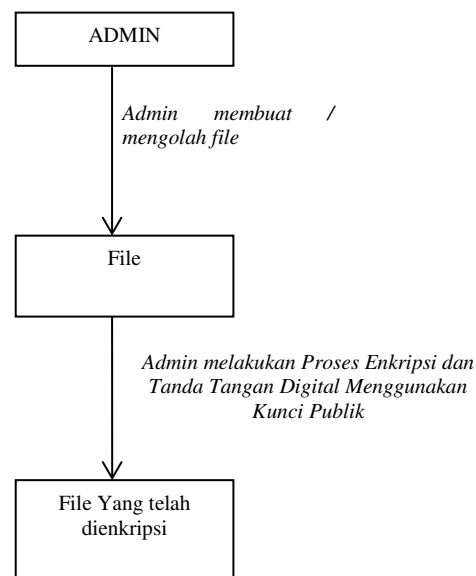 ADMIN
Admin membuat /
mengolah file
File
Admin melakukan Proses Enkripsi dan
Tanda Tangan Digital Menggunakan
Kunci Publik
File Yang telah
dienkripsi